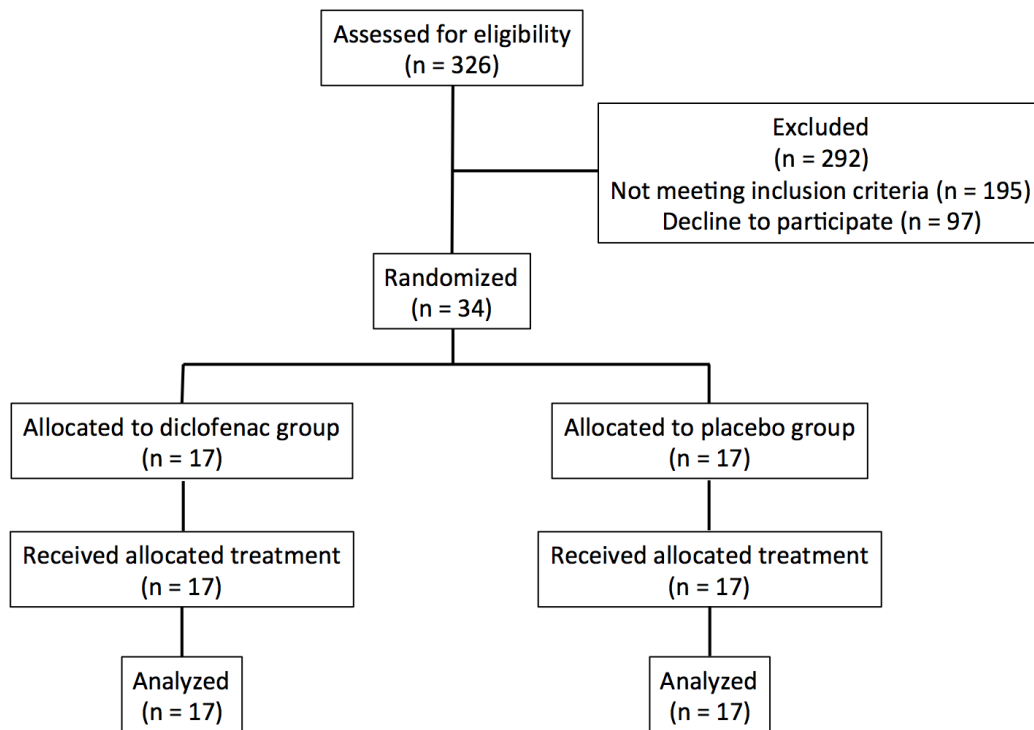 Assessed for eligibility
(n = 326)
Excluded
(n = 292)
Not meeting inclusion criteria (n = 195)
Decline to participate (n = 97)
Randomized
(n = 34)
Allocated to diclofenac group
(n = 17)
Allocated to placebo group
(n = 17)
Received allocated treatment
(n = 17)
Received allocated treatment
(n = 17)
Analyzed
(n = 17)
Analyzed
(n = 17)